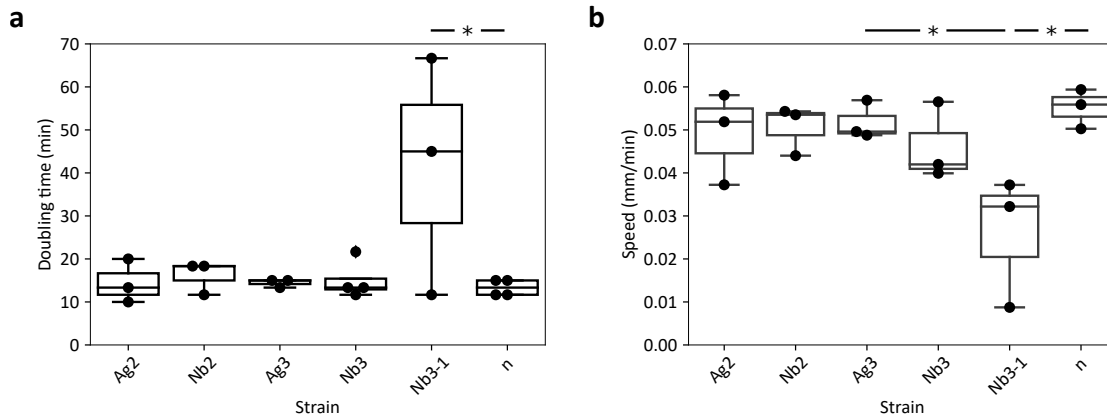 a
*
70
60
50
40
30
20
10
0
Doubling time (min)
Ag2
Nb2
Ag3
Nb3
Nb3-1
n
Strain
b
* *
0.07
0.06
0.05
0.04
0.03
0.02
0.01
0.00
Speed (mm/min)
Ag2
Nb2
Ag3
Nb3
Nb3-1
n
Strain